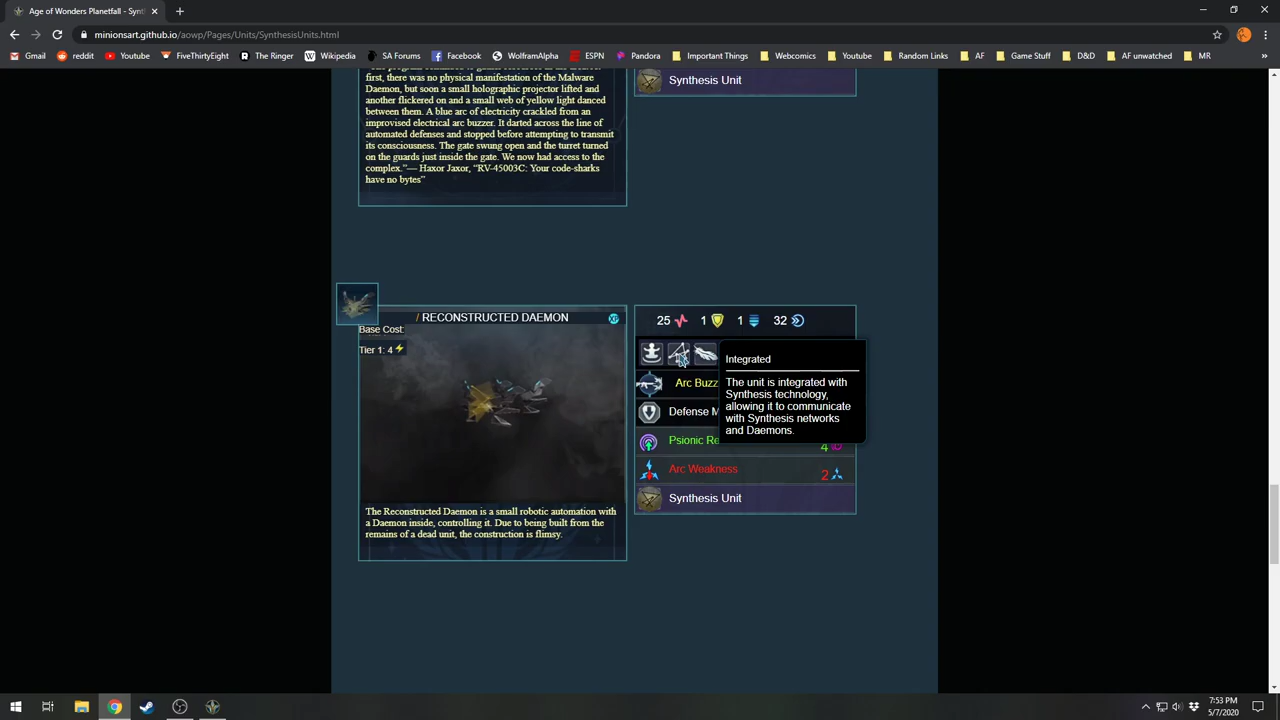 Age of Wonders Planetfall - Synt
minionsart.github.io/aowp/Pages/Units/SynthesisUnits.html
Gmail
reddit
Youtube
FiveThirtyEight
The Ringer
Wikipedia
SA Forums
Facebook
WolframAlpha
ESPN
Pandora
Important Things
Webcomics
Youtube
Random Links
AF
Game Stuff
D&D
AF unwatched
MR
first, there was no physical manifestation of the Malware
Daemon, but soon a small holographic projector lifted and
another flickered on and a small web of yellow light danced
between them. A blue arc of electricity crackled from an
improvised electrical arc buzzer. It darted across the line of
automated defenses and stopped before attempting to transmit
its consciousness. The gate swung open and the turret turned
on the guards just inside the gate. We now had access to the
complex."— Haxor Jaxor, "RV-45003C: Your code-sharks
have no bytes"
Synthesis Unit
/ RECONSTRUCTED DAEMON
XP
Base Cost:
Tier 1: 4
The Reconstructed Daemon is a small robotic automation with
a Daemon inside, controlling it. Due to being built from the
remains of a dead unit, the construction is flimsy.
25 1 1 32
Arc Buzz
Defense M
Psionic Re
4
Arc Weakness 2
Synthesis Unit
Integrated
The unit is integrated with
Synthesis technology,
allowing it to communicate
with Synthesis networks
and Daemons.
7:53 PM
5/7/2020